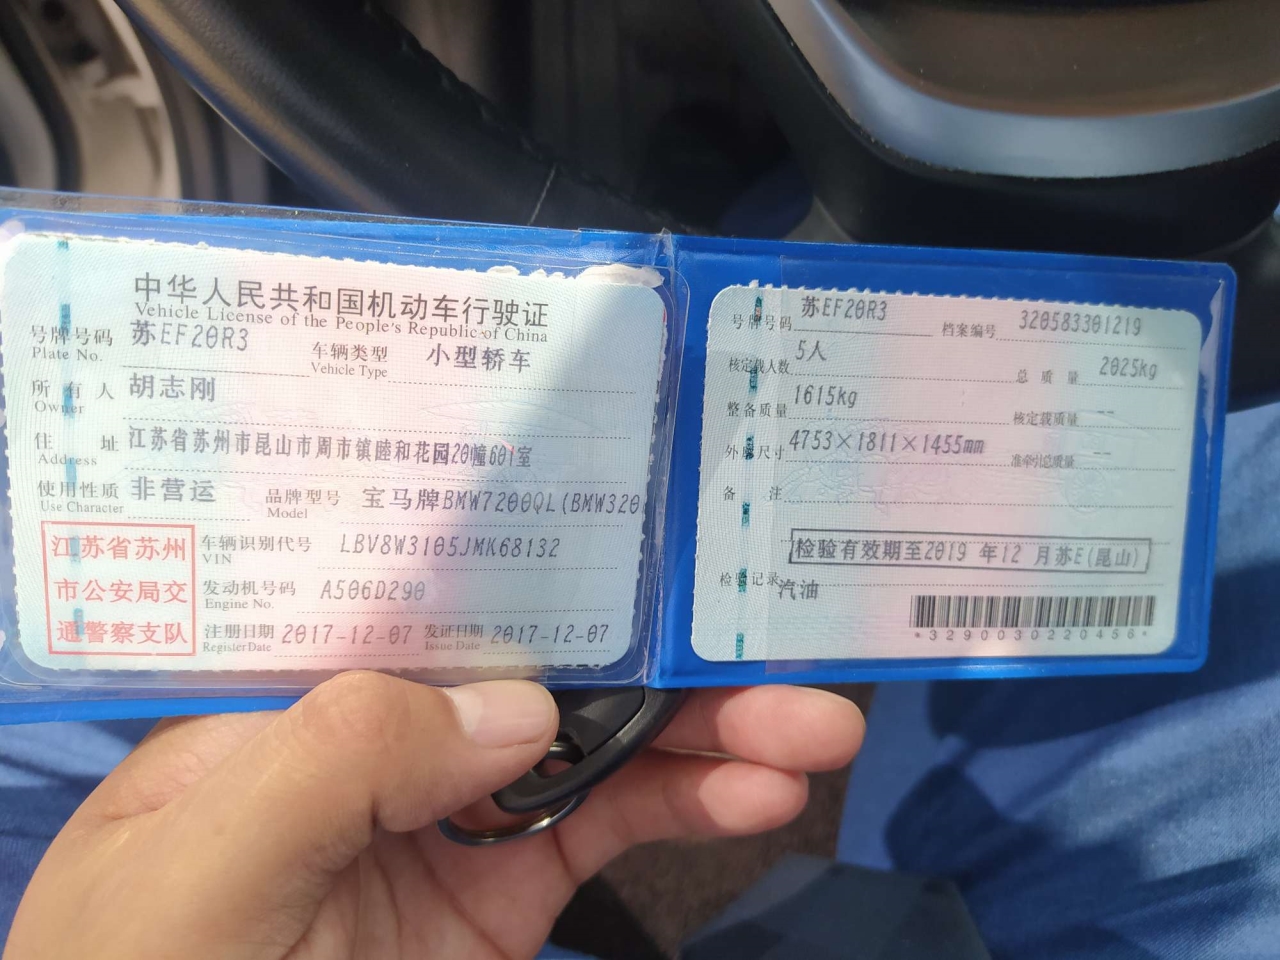 中华人民共和国机动车行驶证
Vehicle License of the People's Republic of China
号牌号码 苏EF20R3 车辆类型 小型轿车
Plate No. Vehicle Type
所有人 胡志刚
Owner
住址 江苏省苏州市昆山市周市镇睦和花园20幢601室
Address
使用性质 非营运 品牌型号 宝马牌BMW7200QL(BMW320
Use Character Model
江苏省苏州
市公安局交
通警察支队
车辆识别代号 LBV8W3105JMK68132
VIN
发动机号码 A506D290
Engine No.
注册日期 2017-12-07 发证日期 2017-12-07
Register Date Issue Date
号牌号码 苏EF20R3 档案编号 320583301219
核定载人数 5人 总质量 2025kg
整备质量 1615kg 核定载质量 --
外廓尺寸 4753×1811×1455mm 准牵引总质量 --
备注
检验有效期至2019 年12 月苏E(昆山)
检验记录 汽油
*3290030220456*